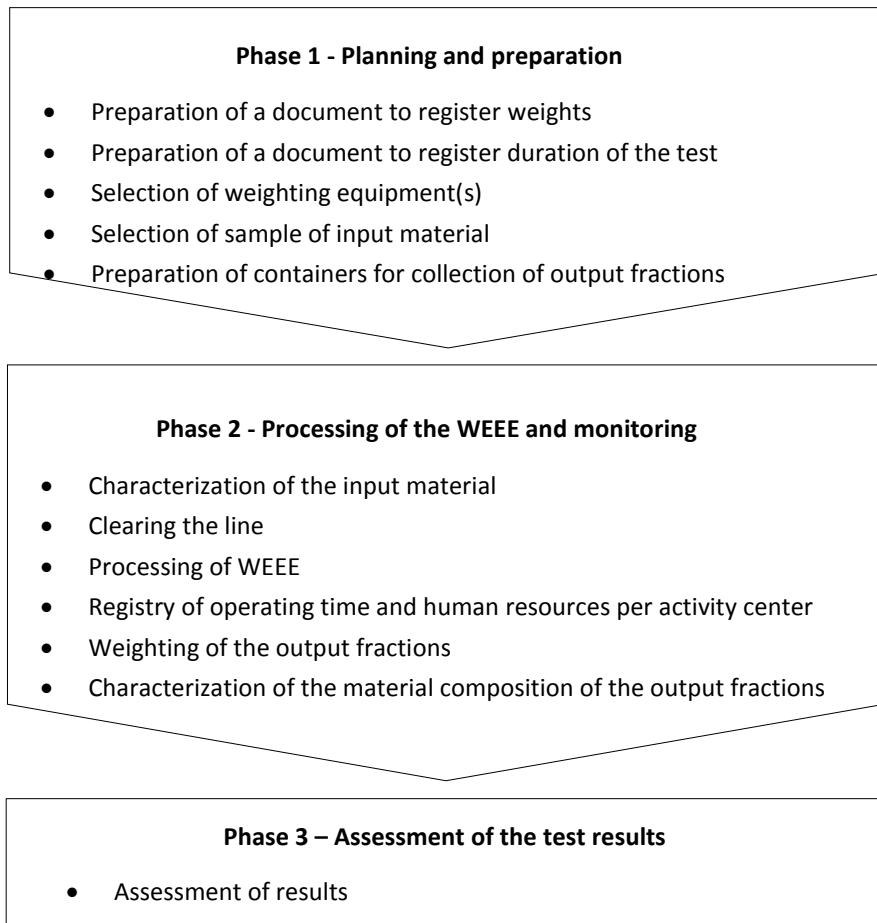 Phase 1 - Planning and preparation
• Preparation of a document to register weights
• Preparation of a document to register duration of the test
• Selection of weighting equipment(s)
• Selection of sample of input material
• Preparation of containers for collection of output fractions
Phase 2 - Processing of the WEEE and monitoring
• Characterization of the input material
• Clearing the line
• Processing of WEEE
• Registry of operating time and human resources per activity center
• Weighting of the output fractions
• Characterization of the material composition of the output fractions
Phase 3 – Assessment of the test results
• Assessment of results